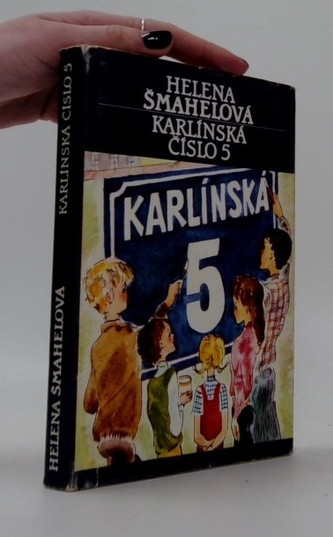 HELENA
ŠMAHELOVÁ
KARLÍNSKÁ
ČÍSLO 5
KARLÍNSKÁ
5
HELENA ŠMAHELOVÁ
KARLÍNSKÁ ČÍSLO 5